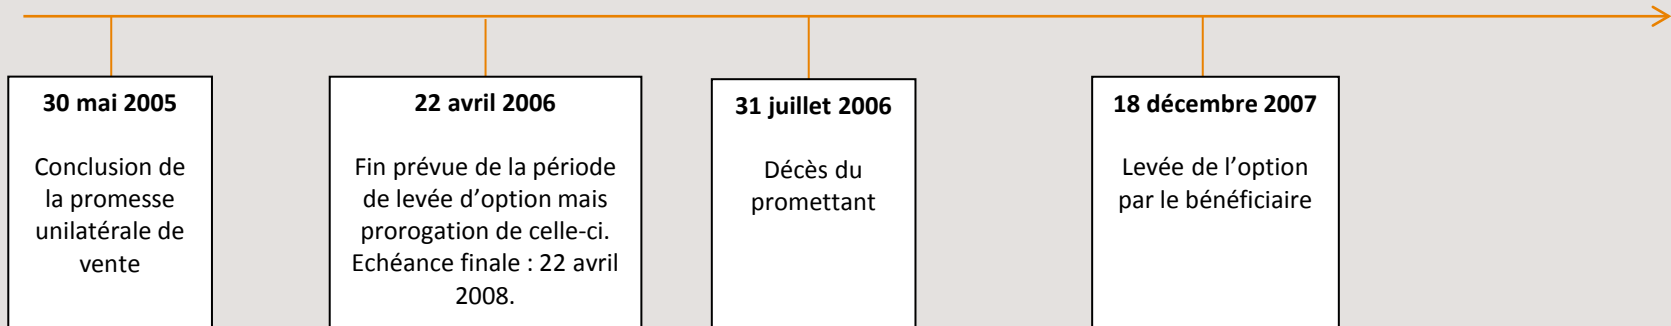 30 mai 2005
Conclusion de
la promesse
unilatérale de
vente
22 avril 2006
Fin prévue de la période
de levée d’option mais
prorogation de celle-ci.
Echéance finale : 22 avril
2008.
31 juillet 2006
Décès du
promettant
18 décembre 2007
Levée de l’option
par le bénéficiaire